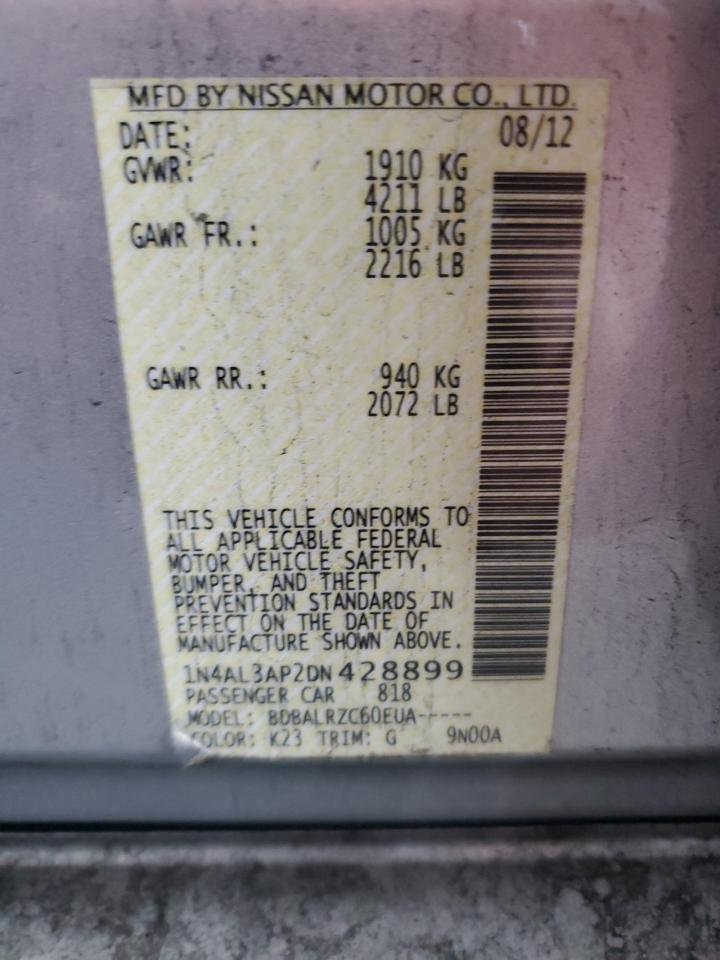 MFD BY NISSAN MOTOR CO., LTD.
DATE: 08/12
GVWR: 1910 KG
4211 LB
GAWR FR.: 1005 KG
2216 LB
GAWR RR.: 940 KG
2072 LB
THIS VEHICLE CONFORMS TO
ALL APPLICABLE FEDERAL
MOTOR VEHICLE SAFETY,
BUMPER, AND THEFT
PREVENTION STANDARDS IN
EFFECT ON THE DATE OF
MANUFACTURE SHOWN ABOVE.
1N4AL3AP2DN428899
PASSENGER CAR 818
MODEL: BDBALRZC60EUA-----
COLOR: K23 TRIM: G 9N00A